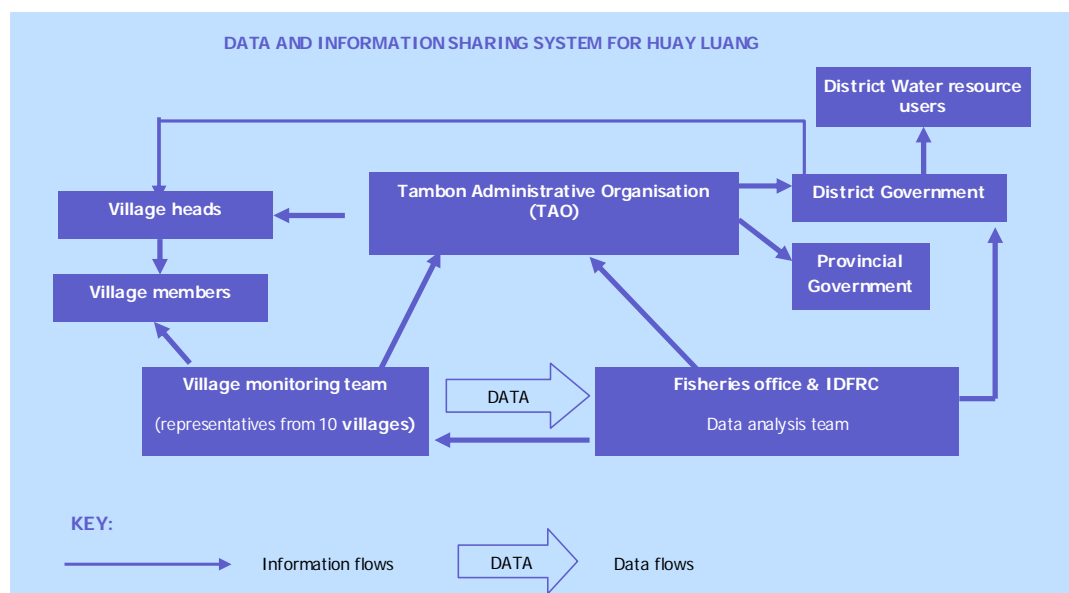 DATA AND INFORMATION SHARING SYSTEM FOR HUAY LUANG
District Water resource
users
Tambon Administrative Organisation
(TAO)
District Government
Village heads
Provincial
Government
Village members
Village monitoring team
(representatives from 10 villages)
DATA
Fisheries office & IDFRC
Data analysis team
KEY:
Information flows
DATA
Data flows